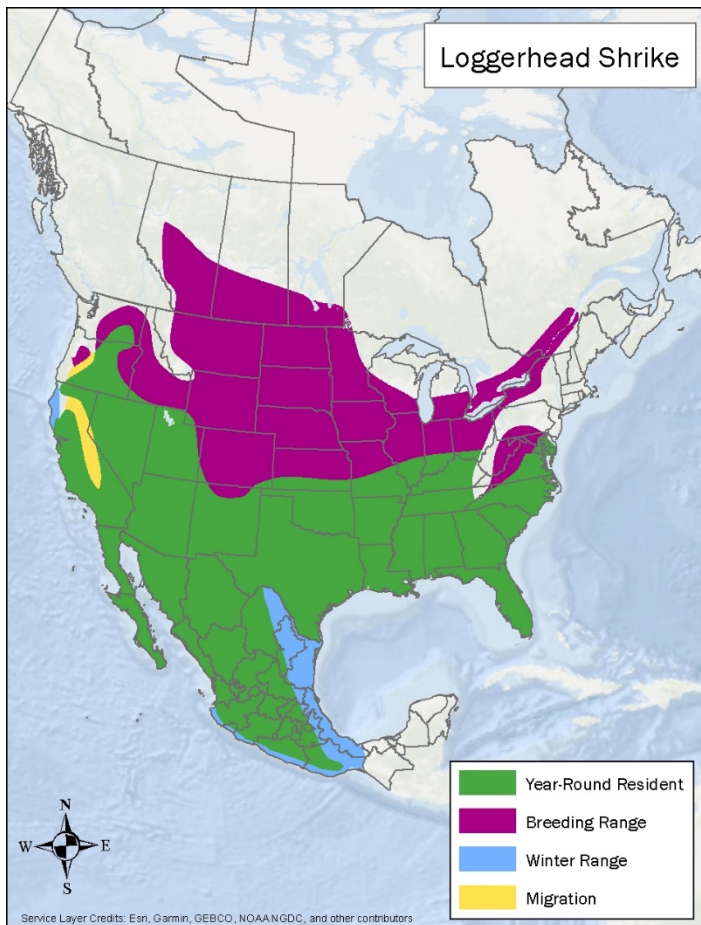 Loggerhead Shrike
Year-Round Resident
Breeding Range
Winter Range
Migration
N
W E
S
Service Layer Credits: Esri, Garmin, GEBCO, NOAA NGDC, and other contributors